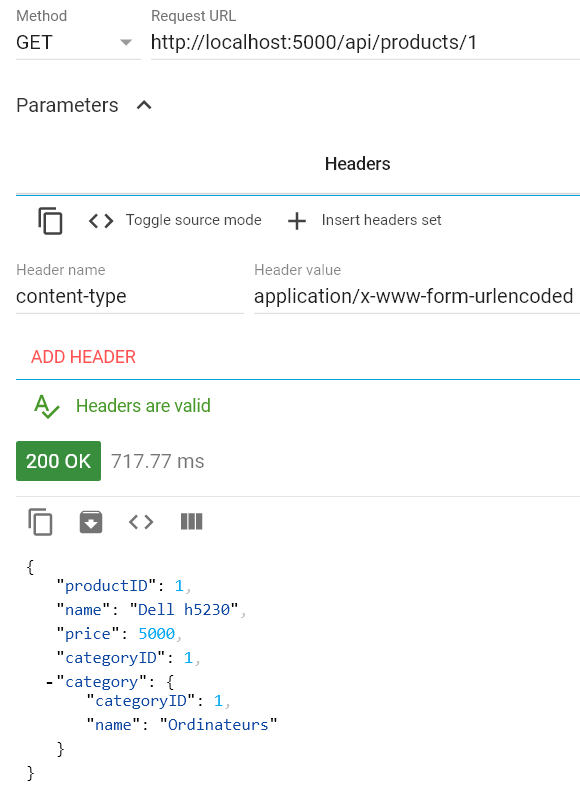 Method Request URL
GET http://localhost:5000/api/products/1
Parameters
Headers
Toggle source mode Insert headers set
Header name Header value
content-type application/x-www-form-urlencoded
ADD HEADER
Headers are valid
200 OK 717.77 ms
{
"productID": 1,
"name": "Dell h5230",
"price": 5000,
"categoryID": 1,
-"category": {
"categoryID": 1,
"name": "Ordinateurs"
}
}